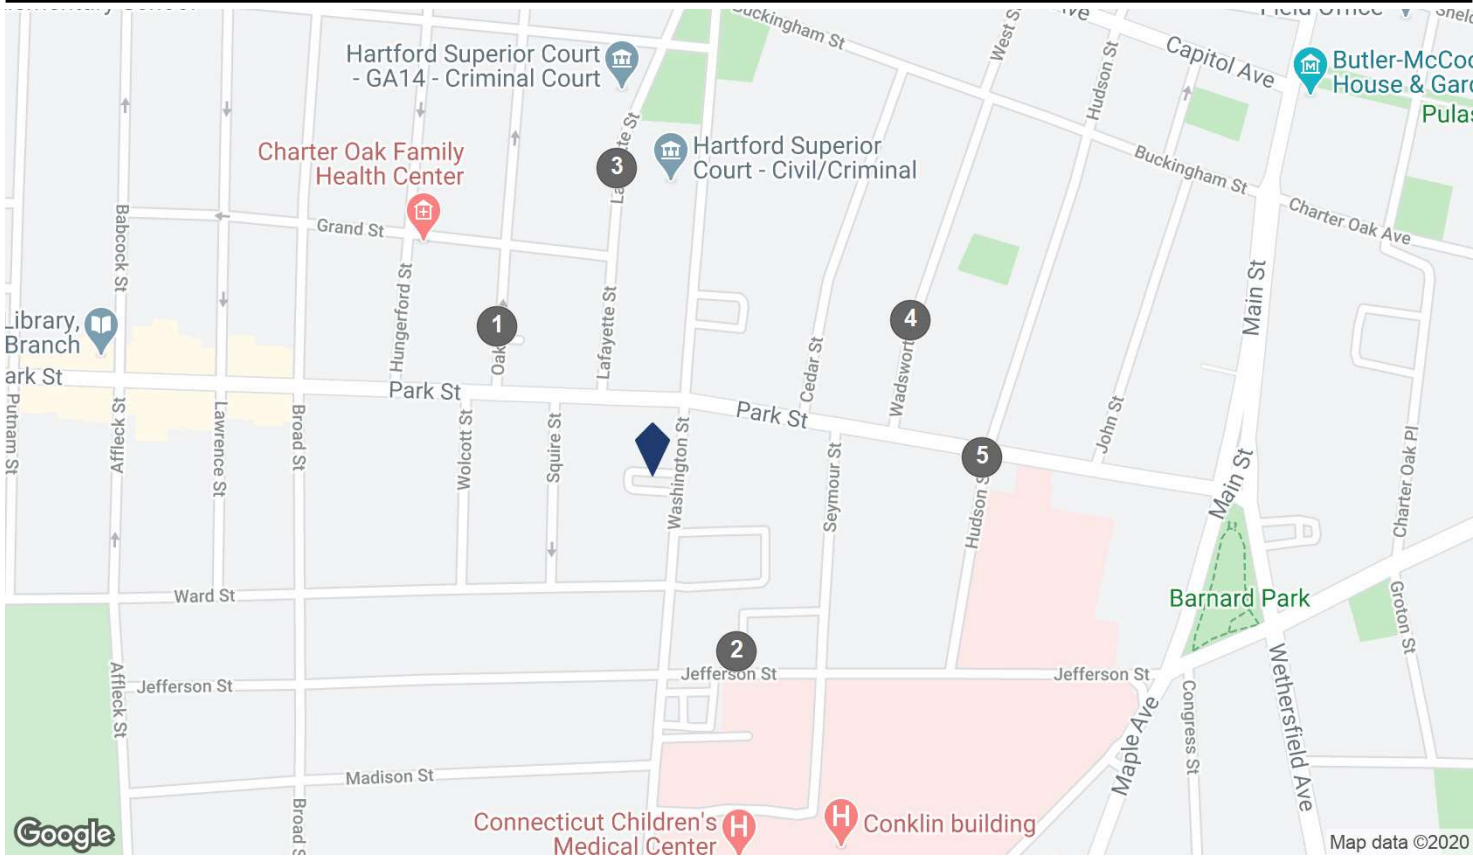 Buckingham St
West S
ve
Capitol Ave
Hudson St
Hartford Superior Court
- GA14 - Criminal Court
Butler-McCoo
House & Gard
Pulas
Charter Oak Family
Health Center
3
Hartford Superior
Court - Civil/Criminal
Buckingham St
Babcock St
Grand St
Charter Oak Ave
Hungerford St
Lafayette St
Main St
Library,
Branch
1
Oak
4
Cedar St
Wadswort
ark St
Park St
Park St
Putnam St
Affleck St
Lawrence St
Broad St
Wolcott St
Squire St
Washington St
Seymour St
5
Hudson S
John St
Main St
Charter Oak Pl
Ward St
Barnard Park
Groton St
2
Jefferson St
Jefferson St
Jefferson St
Affleck St
Congress St
Wethersfield Ave
Maple Ave
Madison St
Broad S
Connecticut Children's
Medical Center
H
H
Conklin building
Google
Map data ©2020